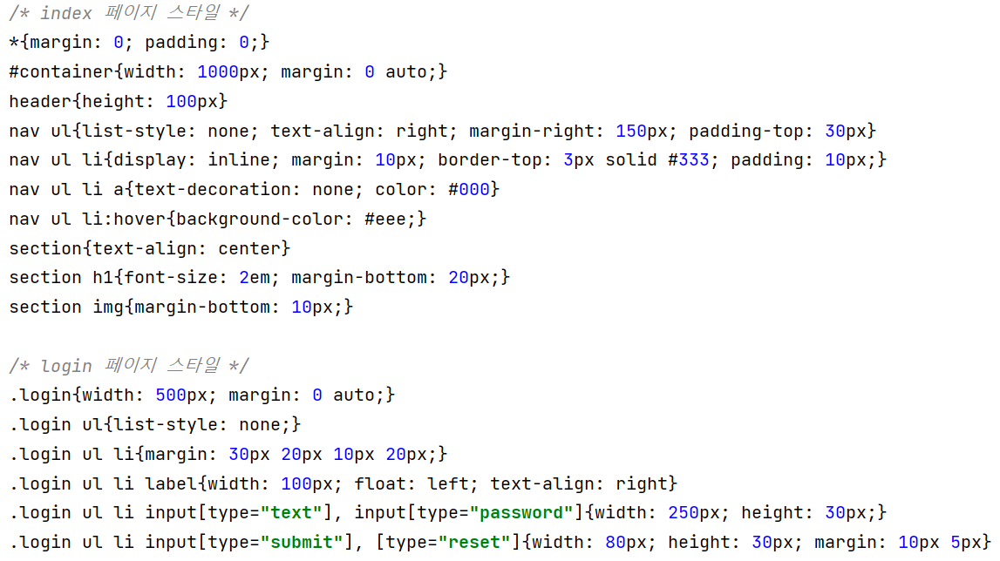 /* index 페이지 스타일 */
*{margin: 0; padding: 0;}
#container{width: 1000px; margin: 0 auto;}
header{height: 100px}
nav ul{list-style: none; text-align: right; margin-right: 150px; padding-top: 30px}
nav ul li{display: inline; margin: 10px; border-top: 3px solid #333; padding: 10px;}
nav ul li a{text-decoration: none; color: #000}
nav ul li:hover{background-color: #eee;}
section{text-align: center}
section h1{font-size: 2em; margin-bottom: 20px;}
section img{margin-bottom: 10px;}

/* login 페이지 스타일 */
.login{width: 500px; margin: 0 auto;}
.login ul{list-style: none;}
.login ul li{margin: 30px 20px 10px 20px;}
.login ul li label{width: 100px; float: left; text-align: right}
.login ul li input[type="text"], input[type="password"]{width: 250px; height: 30px;}
.login ul li input[type="submit"], [type="reset"]{width: 80px; height: 30px; margin: 10px 5px}